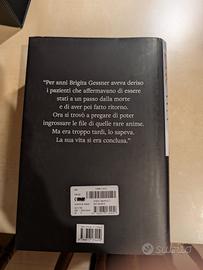 "Per anni Brigita Gessner aveva deriso
i pazienti che affermavano di essere
stati a un passo dalla morte
e di aver poi fatto ritorno.
Ora si trovò a pregare di poter
ingrossare le file di quelle rare anime.
Ma era troppo tardi, lo sapeva.
La sua vita si era conclusa."
Subito.it